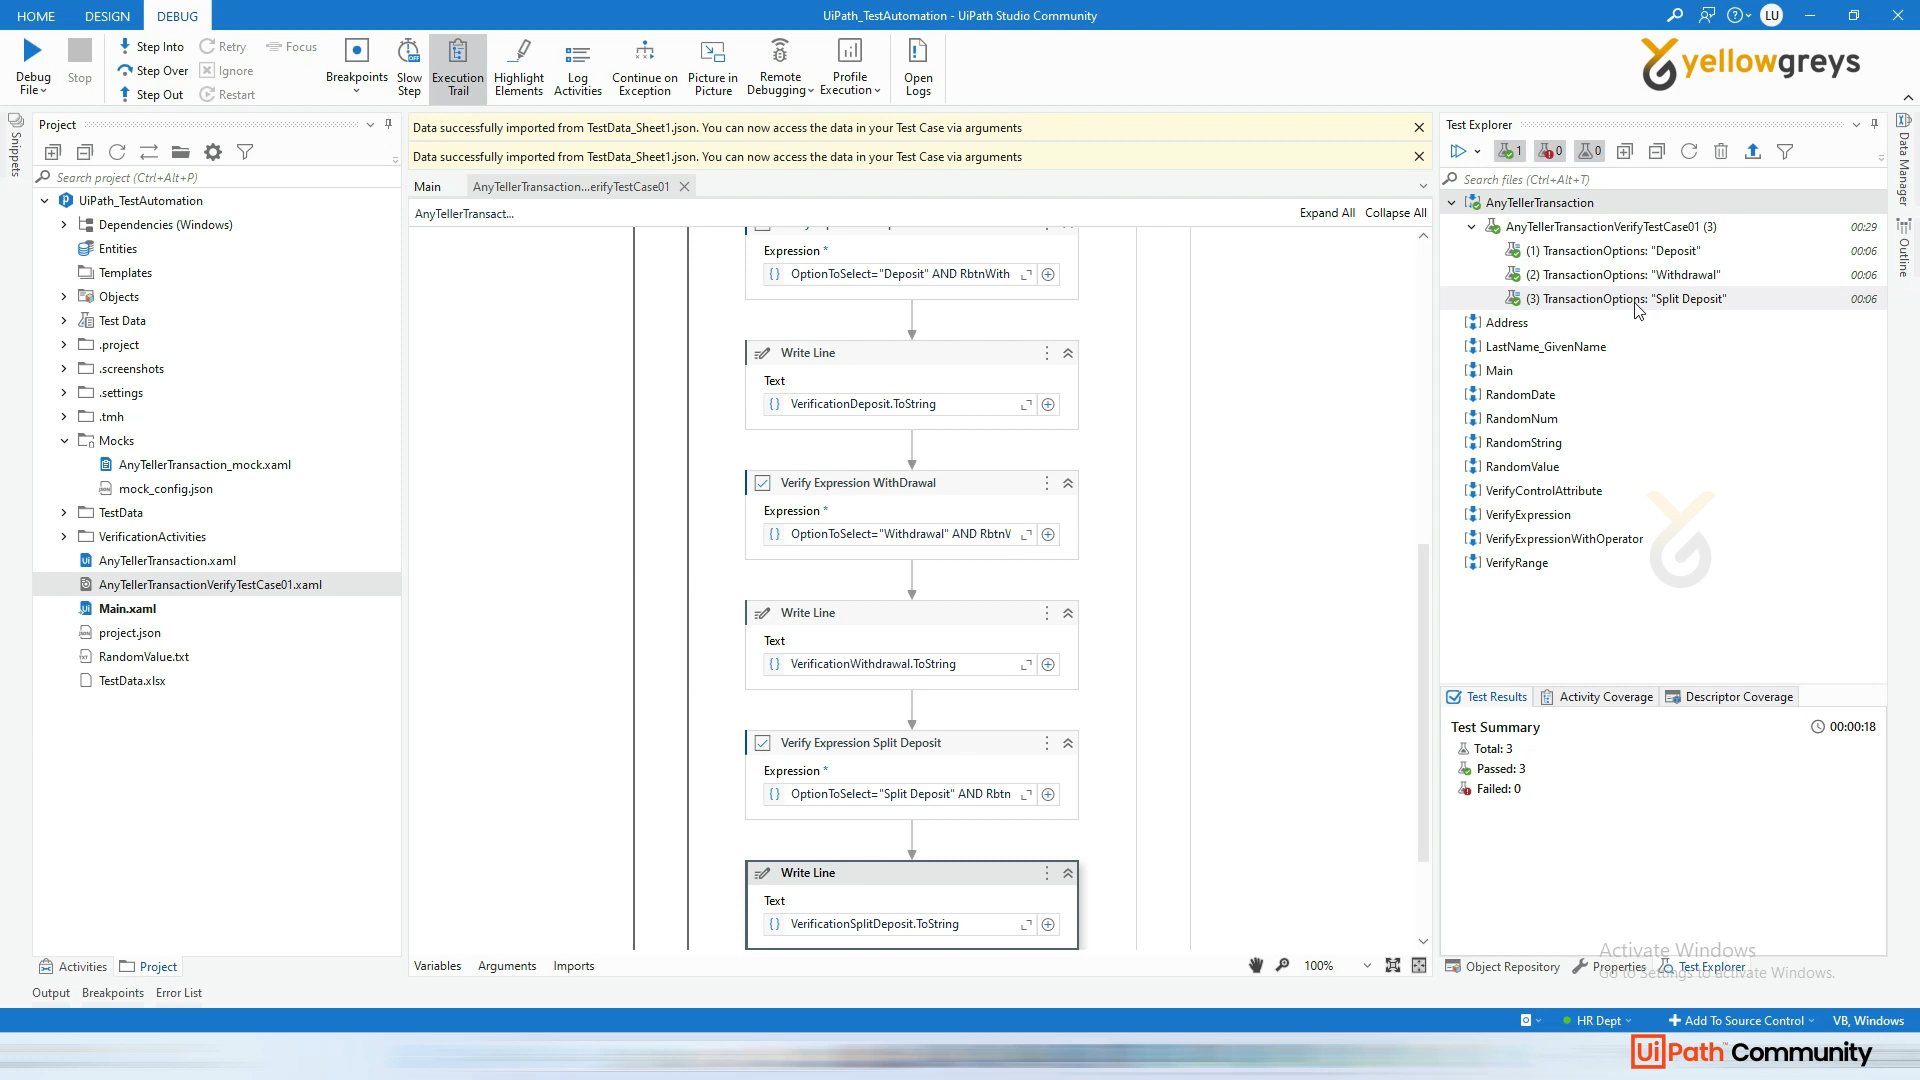 HOME DESIGN DEBUG
UiPath_TestAutomation - UiPath Studio Community
LU
Debug File
Stop
Step Into
Step Over
Step Out
Retry
Ignore
Restart
Focus
Breakpoints
Slow Step
Execution Trail
Highlight Elements
Log Activities
Continue on Exception
Picture in Picture
Remote Debugging
Profile Execution
Open Logs
yellowgreys
Snippets
Project
Search project (Ctrl+Alt+P)
UiPath_TestAutomation
Dependencies (Windows)
Entities
Templates
Objects
Test Data
.project
.screenshots
.settings
.tmh
Mocks
AnyTellerTransaction_mock.xaml
mock_config.json
TestData
VerificationActivities
AnyTellerTransaction.xaml
AnyTellerTransactionVerifyTestCase01.xaml
Main.xaml
project.json
RandomValue.txt
TestData.xlsx
Activities Project
Output Breakpoints Error List
Data successfully imported from TestData_Sheet1.json. You can now access the data in your Test Case via arguments
Data successfully imported from TestData_Sheet1.json. You can now access the data in your Test Case via arguments
Main AnyTellerTransaction...erifyTestCase01
AnyTellerTransact...
Expand All Collapse All
Expression *
OptionToSelect="Deposit" AND RbtnWith
Write Line
Text
VerificationDeposit.ToString
Verify Expression WithDrawal
Expression *
OptionToSelect="Withdrawal" AND RbtnV
Write Line
Text
VerificationWithdrawal.ToString
Verify Expression Split Deposit
Expression *
OptionToSelect="Split Deposit" AND Rbtn
Write Line
Text
VerificationSplitDeposit.ToString
Variables Arguments Imports
100%
Test Explorer
1 0 0
Search files (Ctrl+Alt+T)
AnyTellerTransaction
AnyTellerTransactionVerifyTestCase01 (3) 00:29
(1) TransactionOptions: "Deposit" 00:06
(2) TransactionOptions: "Withdrawal" 00:06
(3) TransactionOptions: "Split Deposit" 00:06
Address
LastName_GivenName
Main
RandomDate
RandomNum
RandomString
RandomValue
VerifyControlAttribute
VerifyExpression
VerifyExpressionWithOperator
VerifyRange
Test Results Activity Coverage Descriptor Coverage
Test Summary 00:00:18
Total: 3
Passed: 3
Failed: 0
Activate Windows
Go to Settings to activate Windows.
Object Repository Properties Test Explorer
Data Manager
Outline
HR Dept
Add To Source Control
VB, Windows
UiPath™ Community